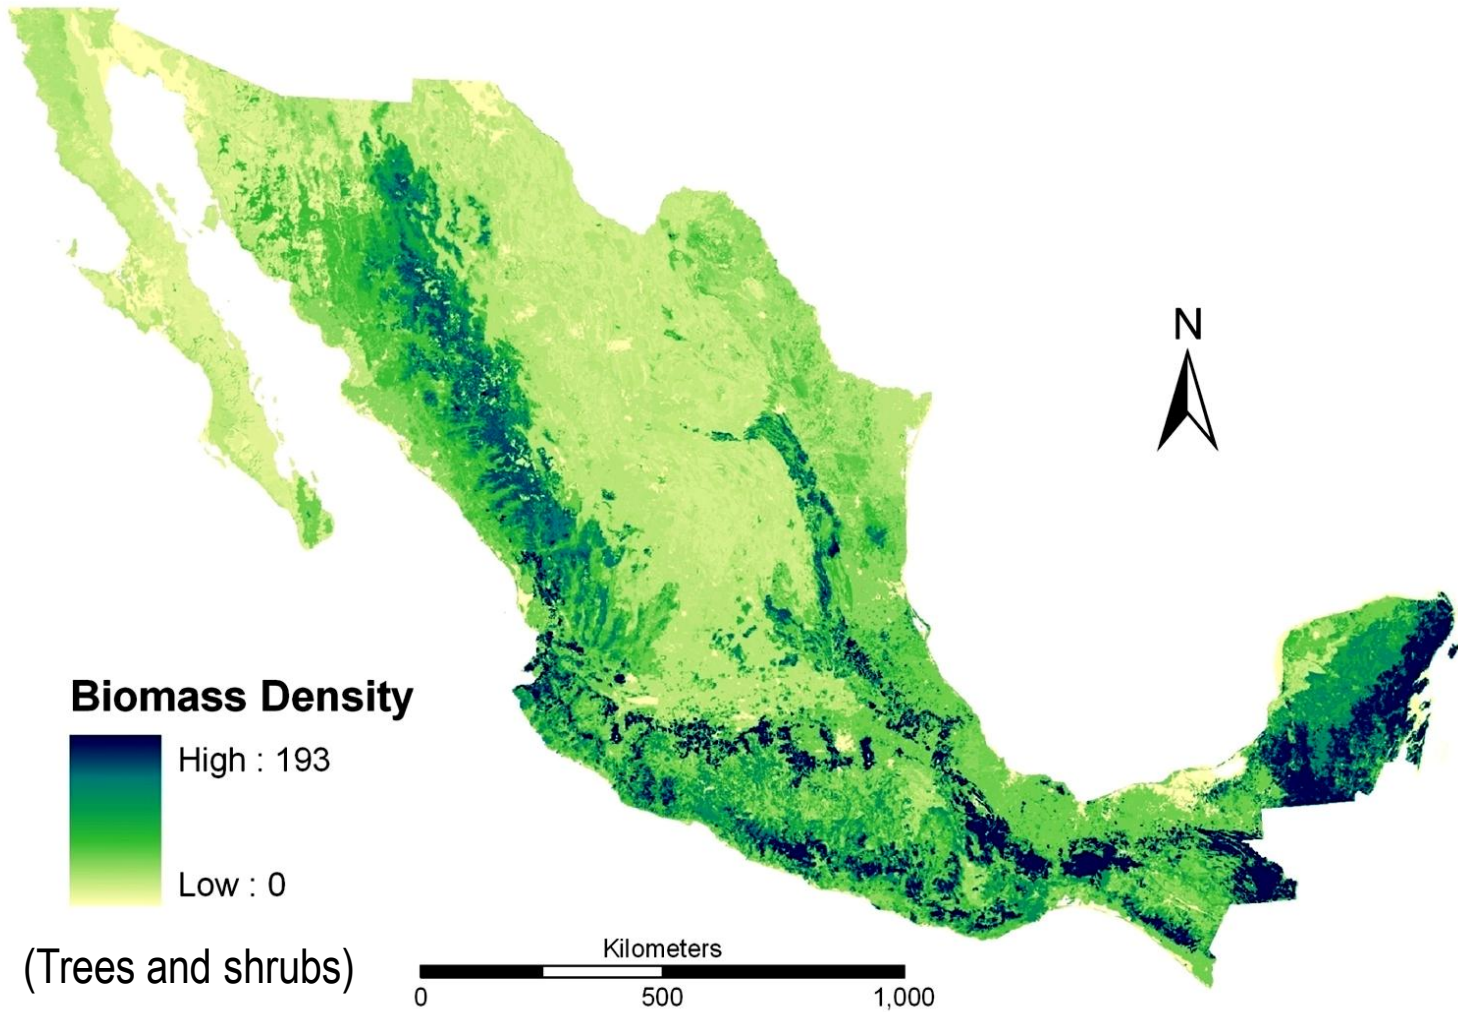 N
Biomass Density
High : 193
Low : 0
(Trees and shrubs)
Kilometers
0 500 1,000